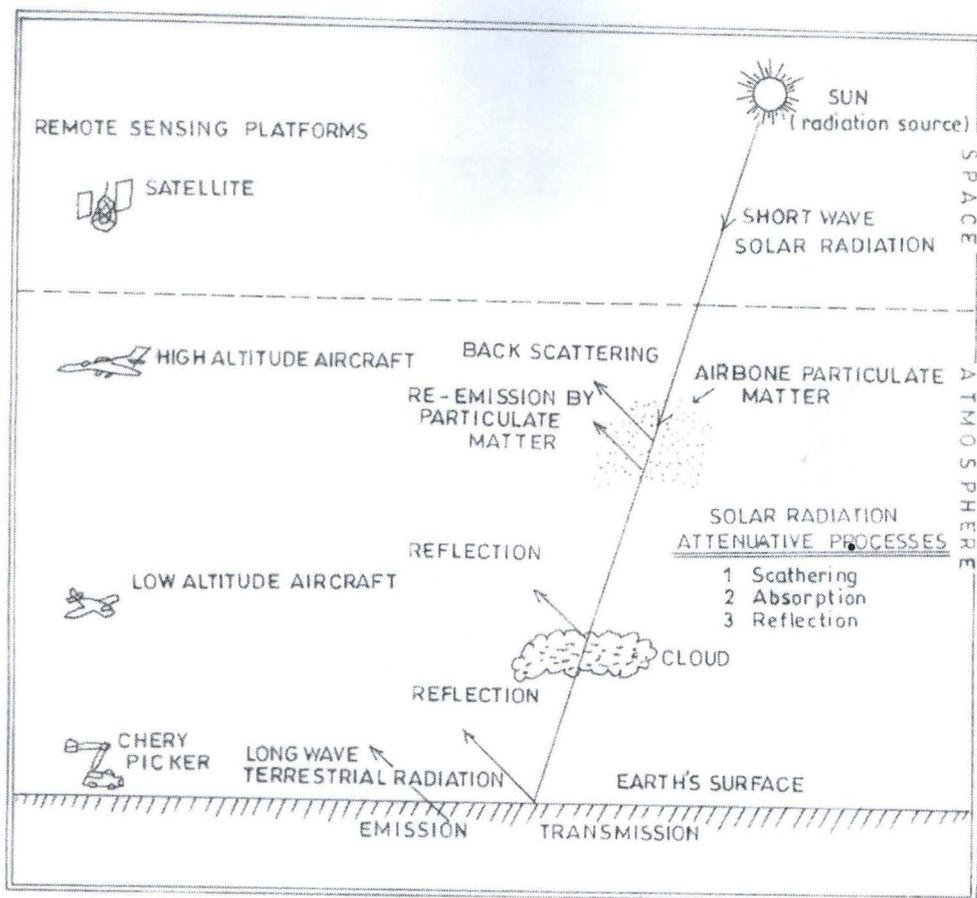 SUN
(radiation source)
REMOTE SENSING PLATFORMS
SATELLITE
SHORT WAVE
SOLAR RADIATION
SPACE
HIGH ALTITUDE AIRCRAFT
BACK SCATTERING
RE-EMISSION BY
PARTICULATE
MATTER
AIRBONE PARTICULATE
MATTER
ATMOSPHERE
SOLAR RADIATION
ATTENUATIVE PROCESSES
1 Scathering
2 Absorption
3 Reflection
REFLECTION
LOW ALTITUDE AIRCRAFT
CLOUD
REFLECTION
CHERY
PICKER
LONG WAVE
TERRESTRIAL RADIATION
EARTH'S SURFACE
EMISSION
TRANSMISSION